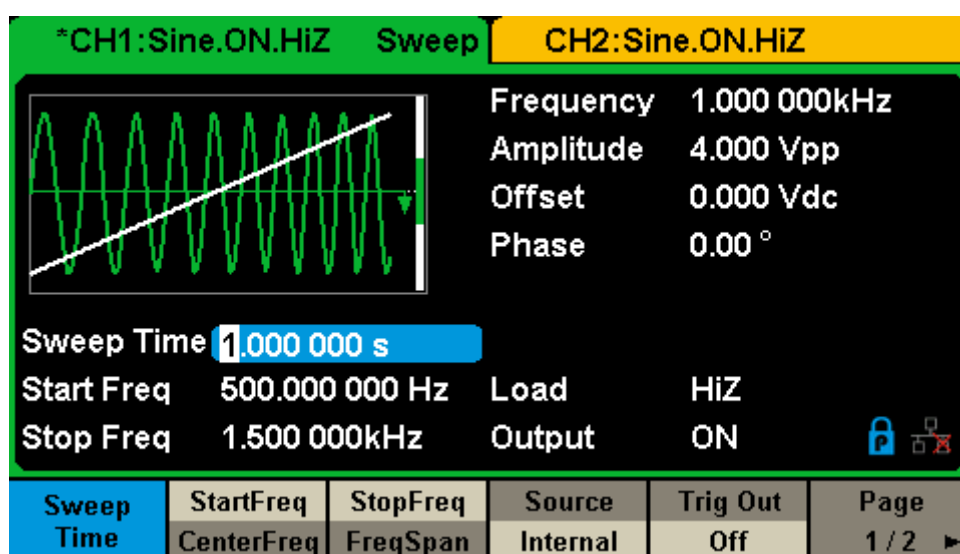 *CH1:Sine.ON.HiZ Sweep CH2:Sine.ON.HiZ
Frequency 1.000 000kHz
Amplitude 4.000 Vpp
Offset 0.000 Vdc
Phase 0.00 °
Sweep Time 1.000 000 s
Start Freq 500.000 000 Hz Load HiZ
Stop Freq 1.500 000kHz Output ON P
Sweep Time StartFreq StopFreq Source Trig Out Page
CenterFreq FreqSpan Internal Off 1/2 ►